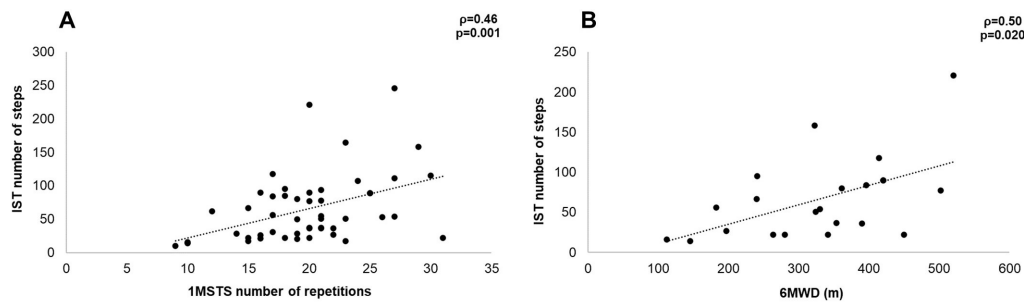 A
ρ=0.46
p=0.001
IST number of steps
300
250
200
150
100
50
0
0 5 10 15 20 25 30 35
1MSTS number of repetitions
B
ρ=0.50
p=0.020
IST number of steps
250
200
150
100
50
0
0 100 200 300 400 500 600
6MWD (m)